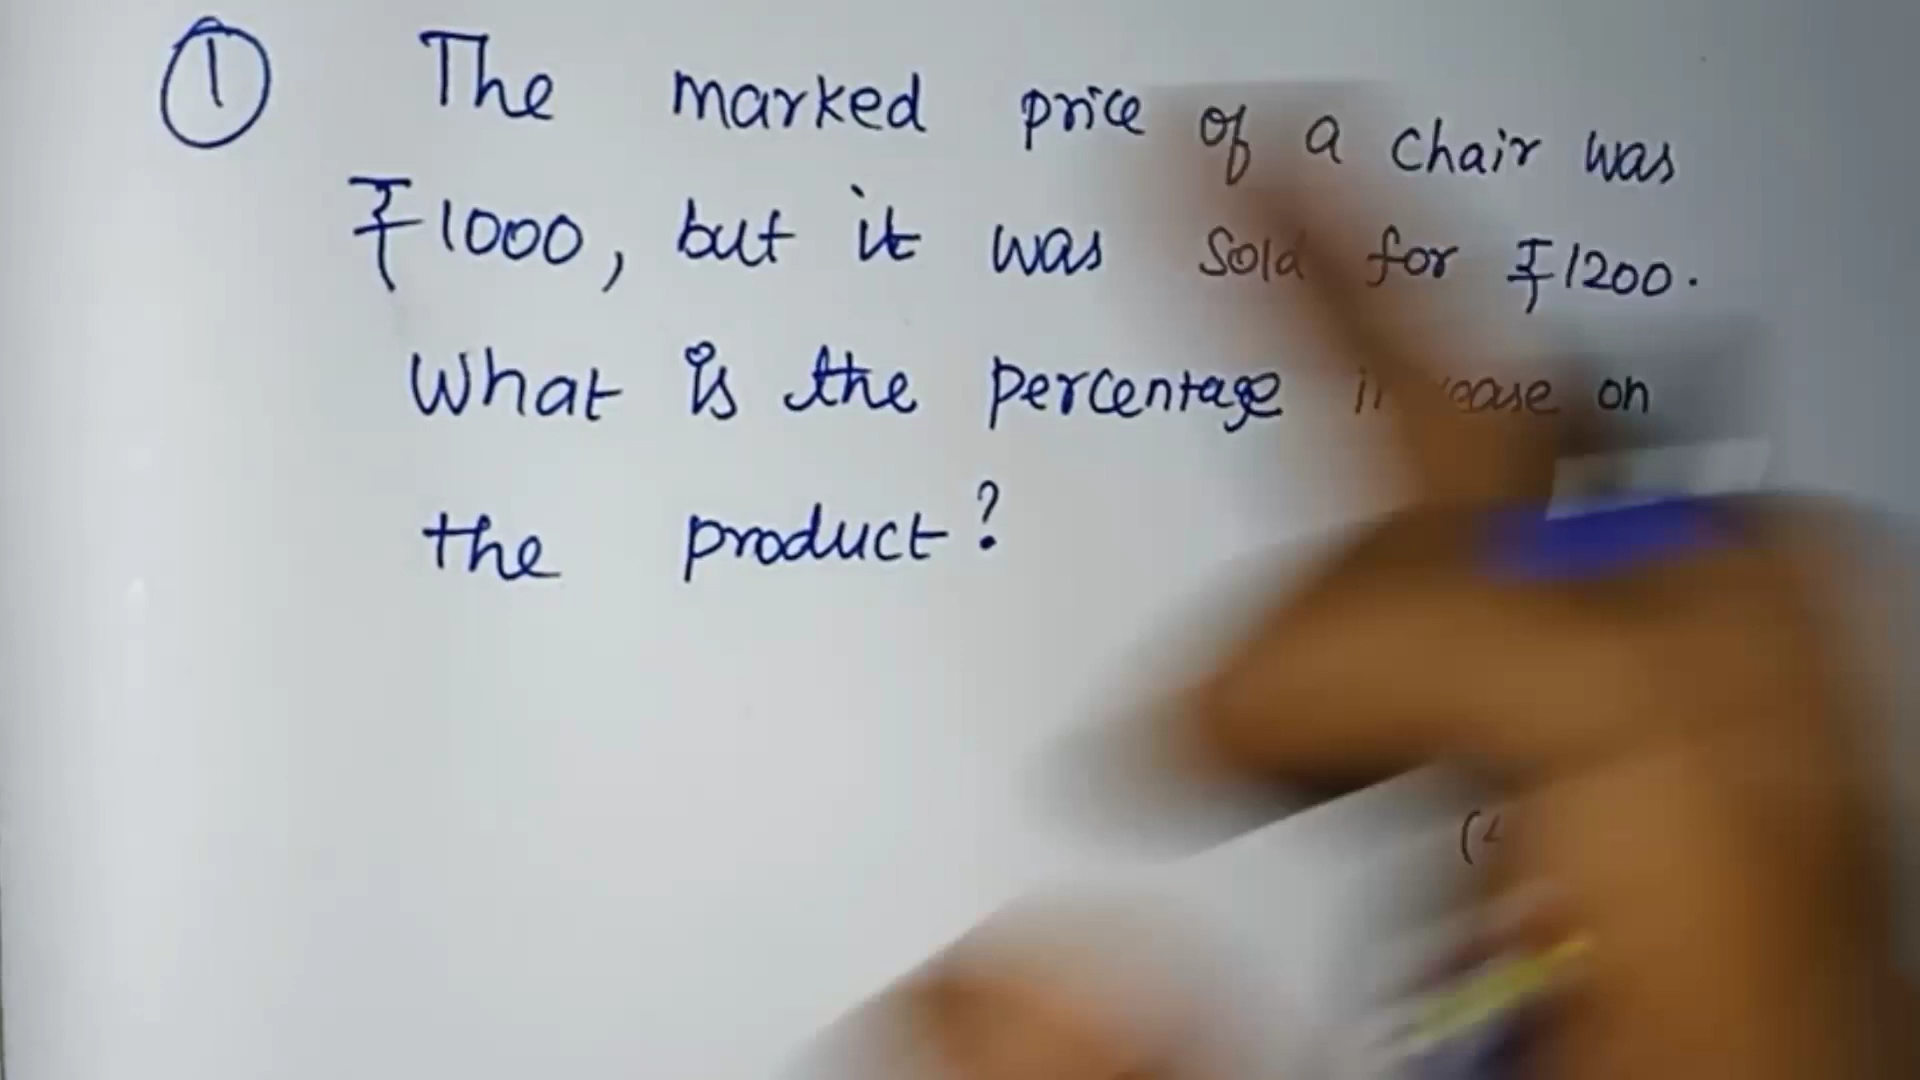 ① The marked price of a chair was
₹1000, but it was sold for ₹1200.
What is the percentage on
the product?